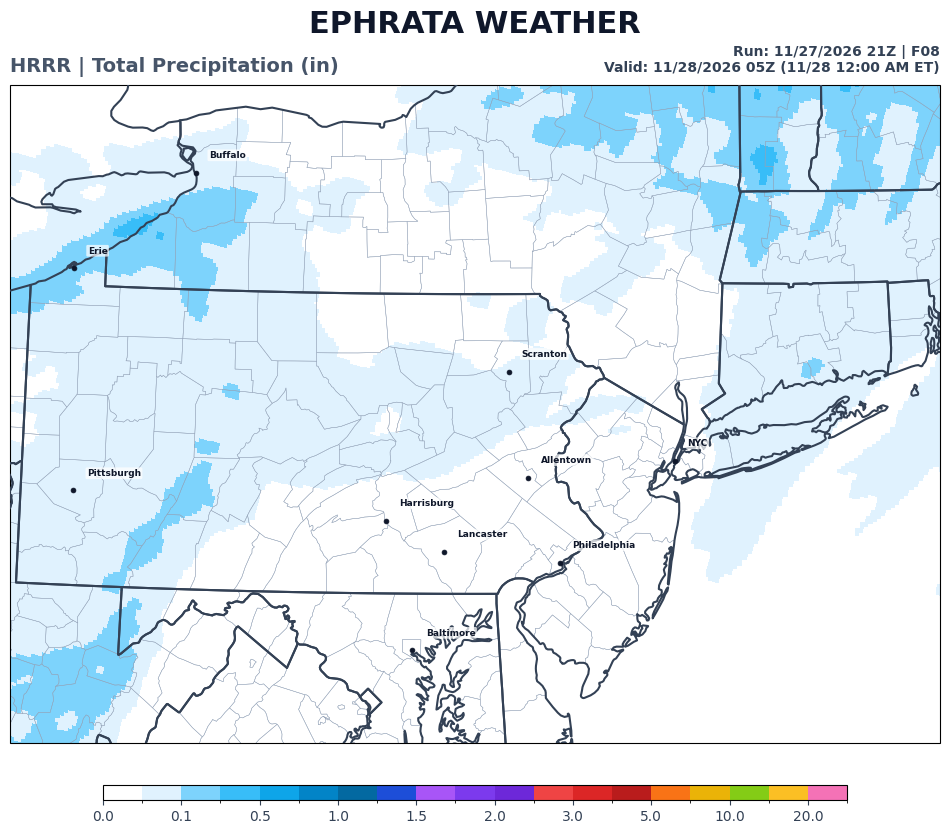 EPHRATA WEATHER
HRRR | Total Precipitation (in)
Run: 11/27/2026 21Z | F08
Valid: 11/28/2026 05Z (11/28 12:00 AM ET)
Buffalo
Erie
Scranton
NYC
Allentown
Pittsburgh
Harrisburg
Lancaster
Philadelphia
Baltimore
0.0 0.1 0.5 1.0 1.5 2.0 3.0 5.0 10.0 20.0